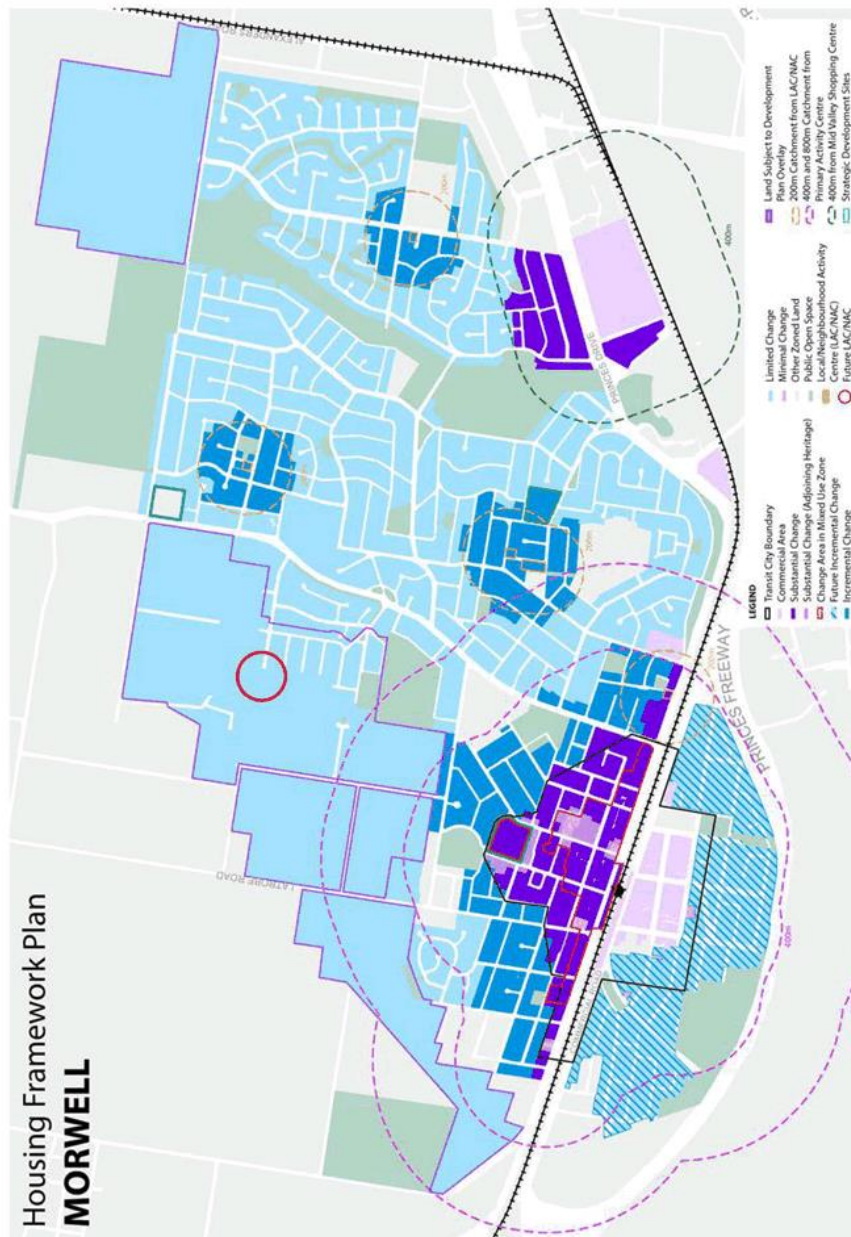 Housing Framework Plan
MORWELL
ALEXANDERS ROAD
LATROBE ROAD
PRINCES DRIVE
PRINCES FREEWAY
200m
200m
200m
400m
400m
LEGEND
Transit City Boundary
Commercial Area
Substantial Change
Substantial Change (Adjoining Heritage)
Change Area in Mixed Use Zone
Future Incremental Change
Incremental Change
Limited Change
Minimal Change
Other Zoned Land
Public Open Space
Local/Neighbourhood Activity
Centre (LAC/NAC)
Future LAC/NAC
Land Subject to Development
Plan Overlay
200m Catchment from LAC/NAC
400m and 800m Catchment from
Primary Activity Centre
400m from Mid Valley Shopping Centre
Strategic Development Sites